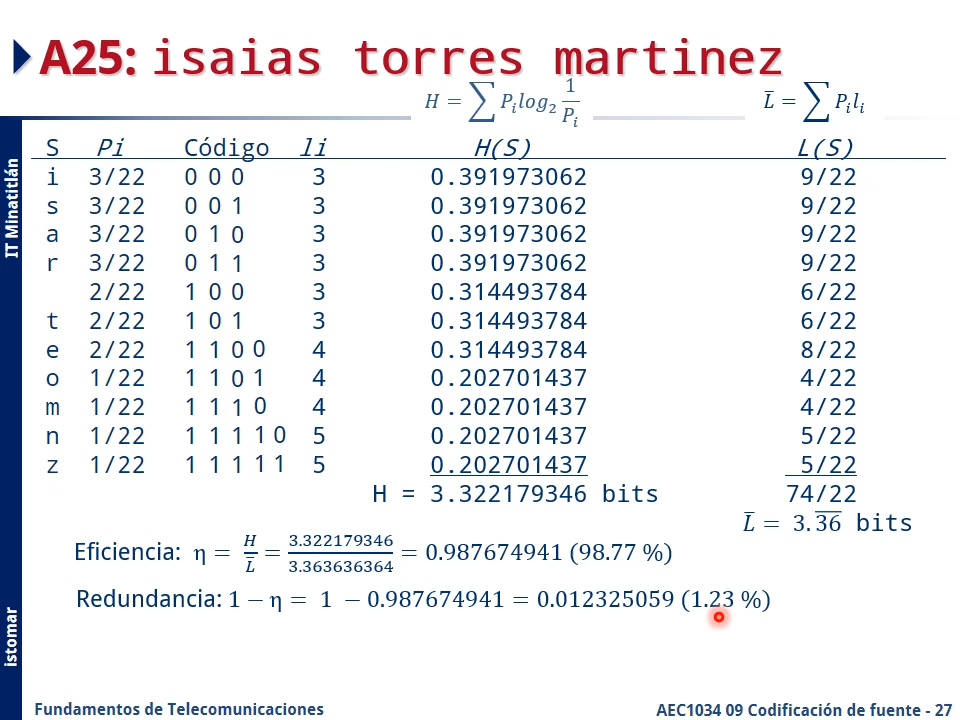 A25: isaias torres martinez
H = ∑ P_i log_2 1/P_i    L̄ = ∑ P_i l_i
S Pi Código li H(S) L(S)
i 3/22 0 0 0 3 0.391973062 9/22
s 3/22 0 0 1 3 0.391973062 9/22
a 3/22 0 1 0 3 0.391973062 9/22
r 3/22 0 1 1 3 0.391973062 9/22
2/22 1 0 0 3 0.314493784 6/22
t 2/22 1 0 1 3 0.314493784 6/22
e 2/22 1 1 0 0 4 0.314493784 8/22
o 1/22 1 1 0 1 4 0.202701437 4/22
m 1/22 1 1 1 0 4 0.202701437 4/22
n 1/22 1 1 1 1 0 5 0.202701437 5/22
z 1/22 1 1 1 1 1 5 0.202701437 5/22
H = 3.322179346 bits 74/22
L̄ = 3.3̅6̅ bits
Eficiencia: η = H/L̄ = 3.322179346/3.363636364 = 0.987674941 (98.77 %)
Redundancia: 1 − η = 1 − 0.987674941 = 0.012325059 (1.23 %)
IT Minatitlán
istomar
Fundamentos de Telecomunicaciones
AEC1034 09 Codificación de fuente - 27